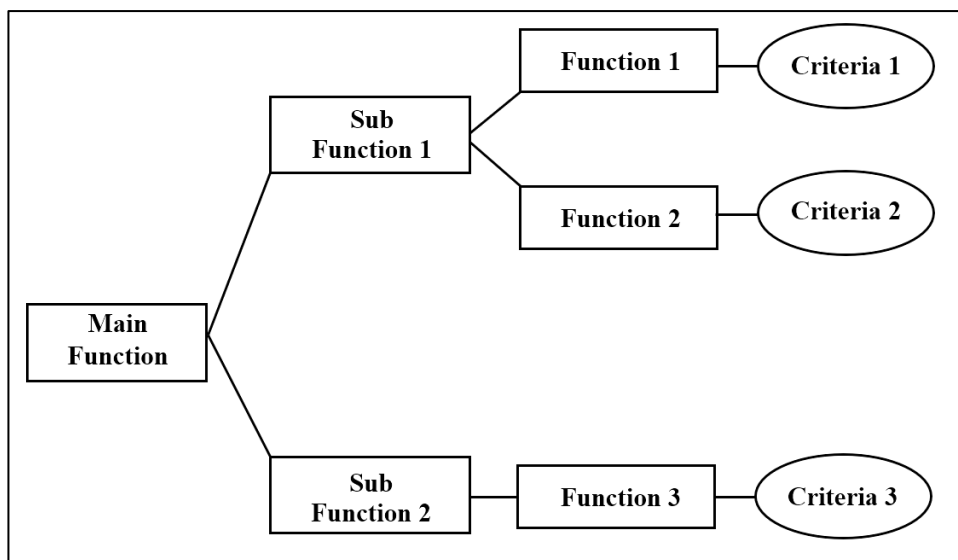 Function 1
Criteria 1
Sub
Function 1
Function 2
Criteria 2
Main
Function
Sub
Function 2
Function 3
Criteria 3